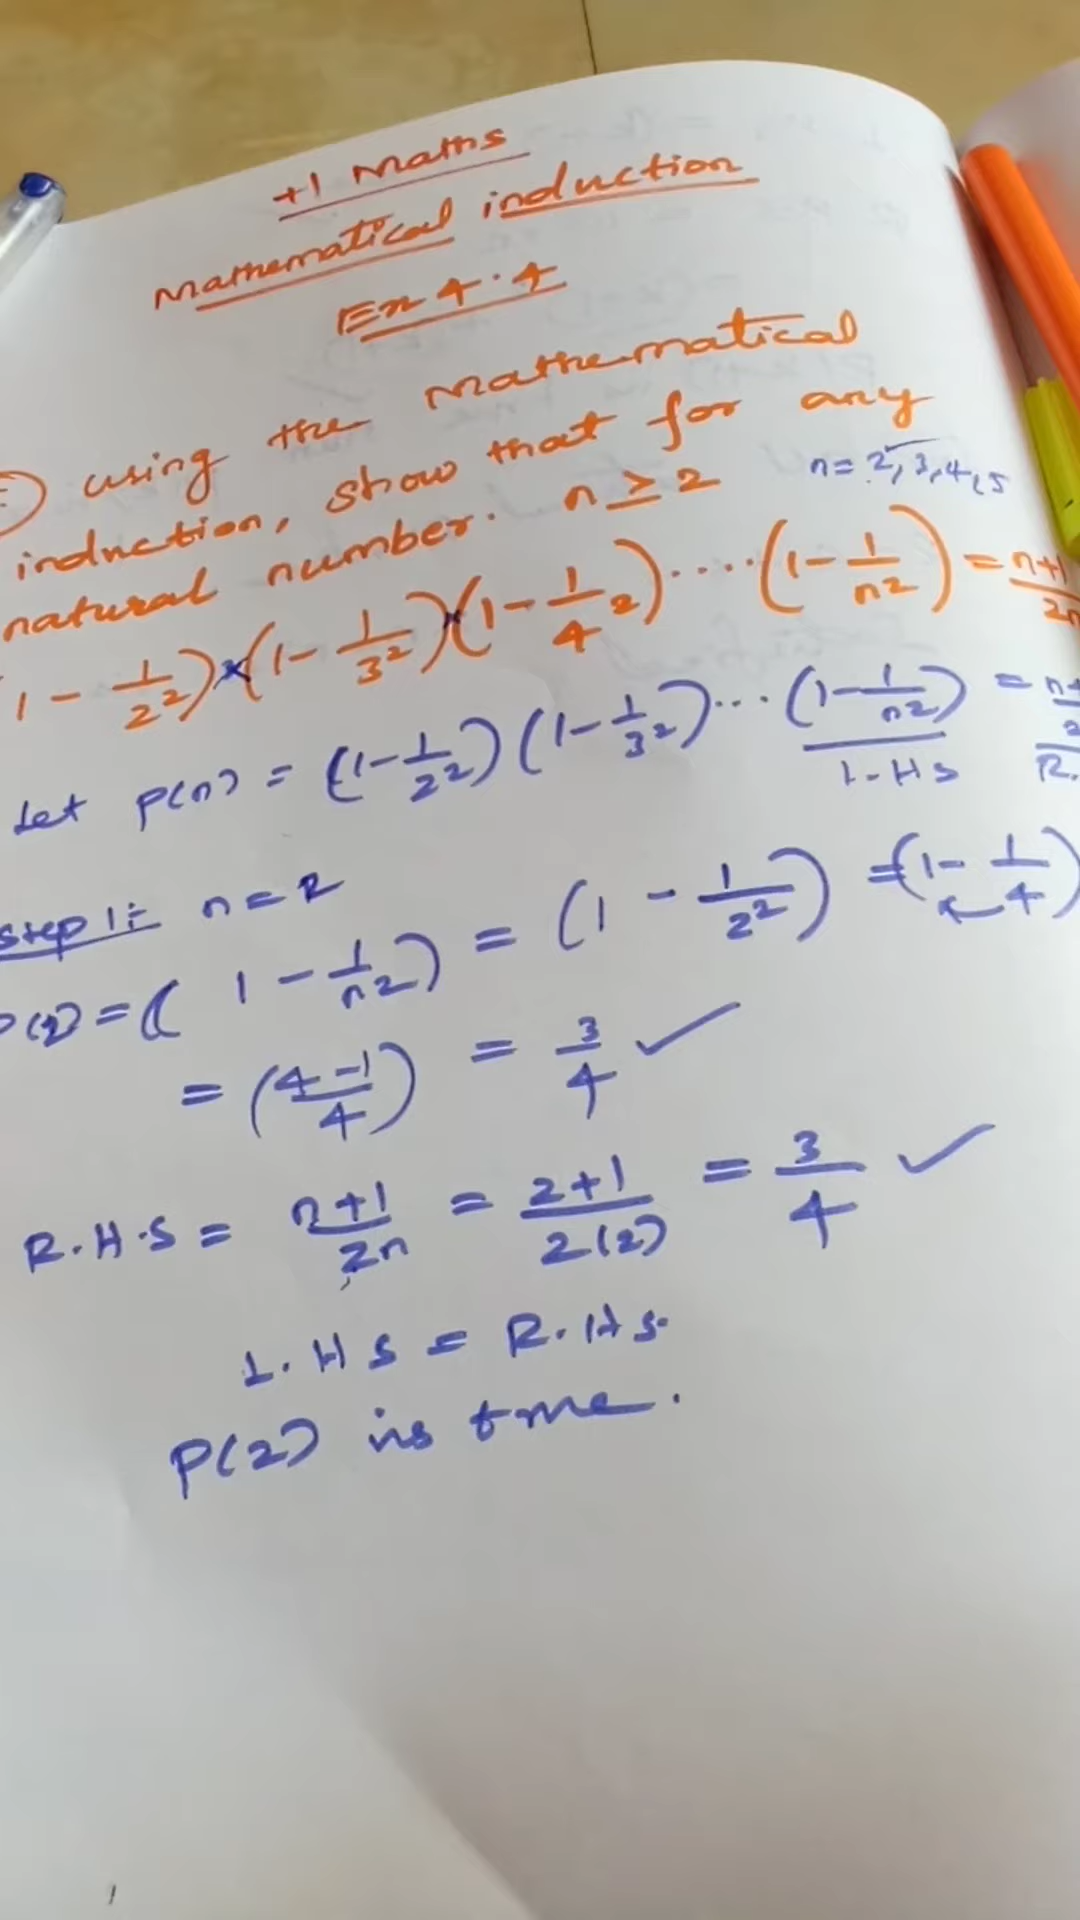 +1 Maths
Mathematical induction
Ex 4.4
using the Mathematical
induction, show that for any
natural number. n ≥ 2 n = 2, 3, 4, 5
1 - 1/2²) × (1 - 1/3²) × (1 - 1/4²) .... (1 - 1/n²) = n+1/2n
Let P(n) = (1 - 1/2²) (1 - 1/3²) ... (1 - 1/n²) =
L.H.S R.
Step 1: n = 2
P(2) = (1 - 1/n²) = (1 - 1/2²) = (1 - 1/4)
= (4-1/4) = 3/4 ✓
R.H.S = n+1/2n = 2+1/2(2) = 3/4 ✓
L.H.S = R.H.S.
P(2) is true.